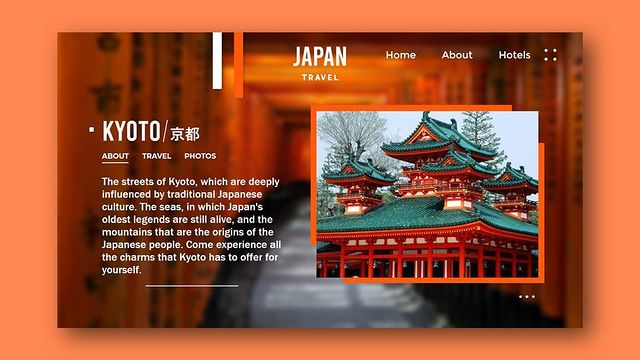 JAPAN
TRAVEL
Home
About
Hotels
KYOTO/京都
ABOUT
TRAVEL
PHOTOS
The streets of Kyoto, which are deeply
influenced by traditional Japanese
culture. The seas, in which Japan's
oldest legends are still alive, and the
mountains that are the origins of the
Japanese people. Come experience all
the charms that Kyoto has to offer for
yourself.